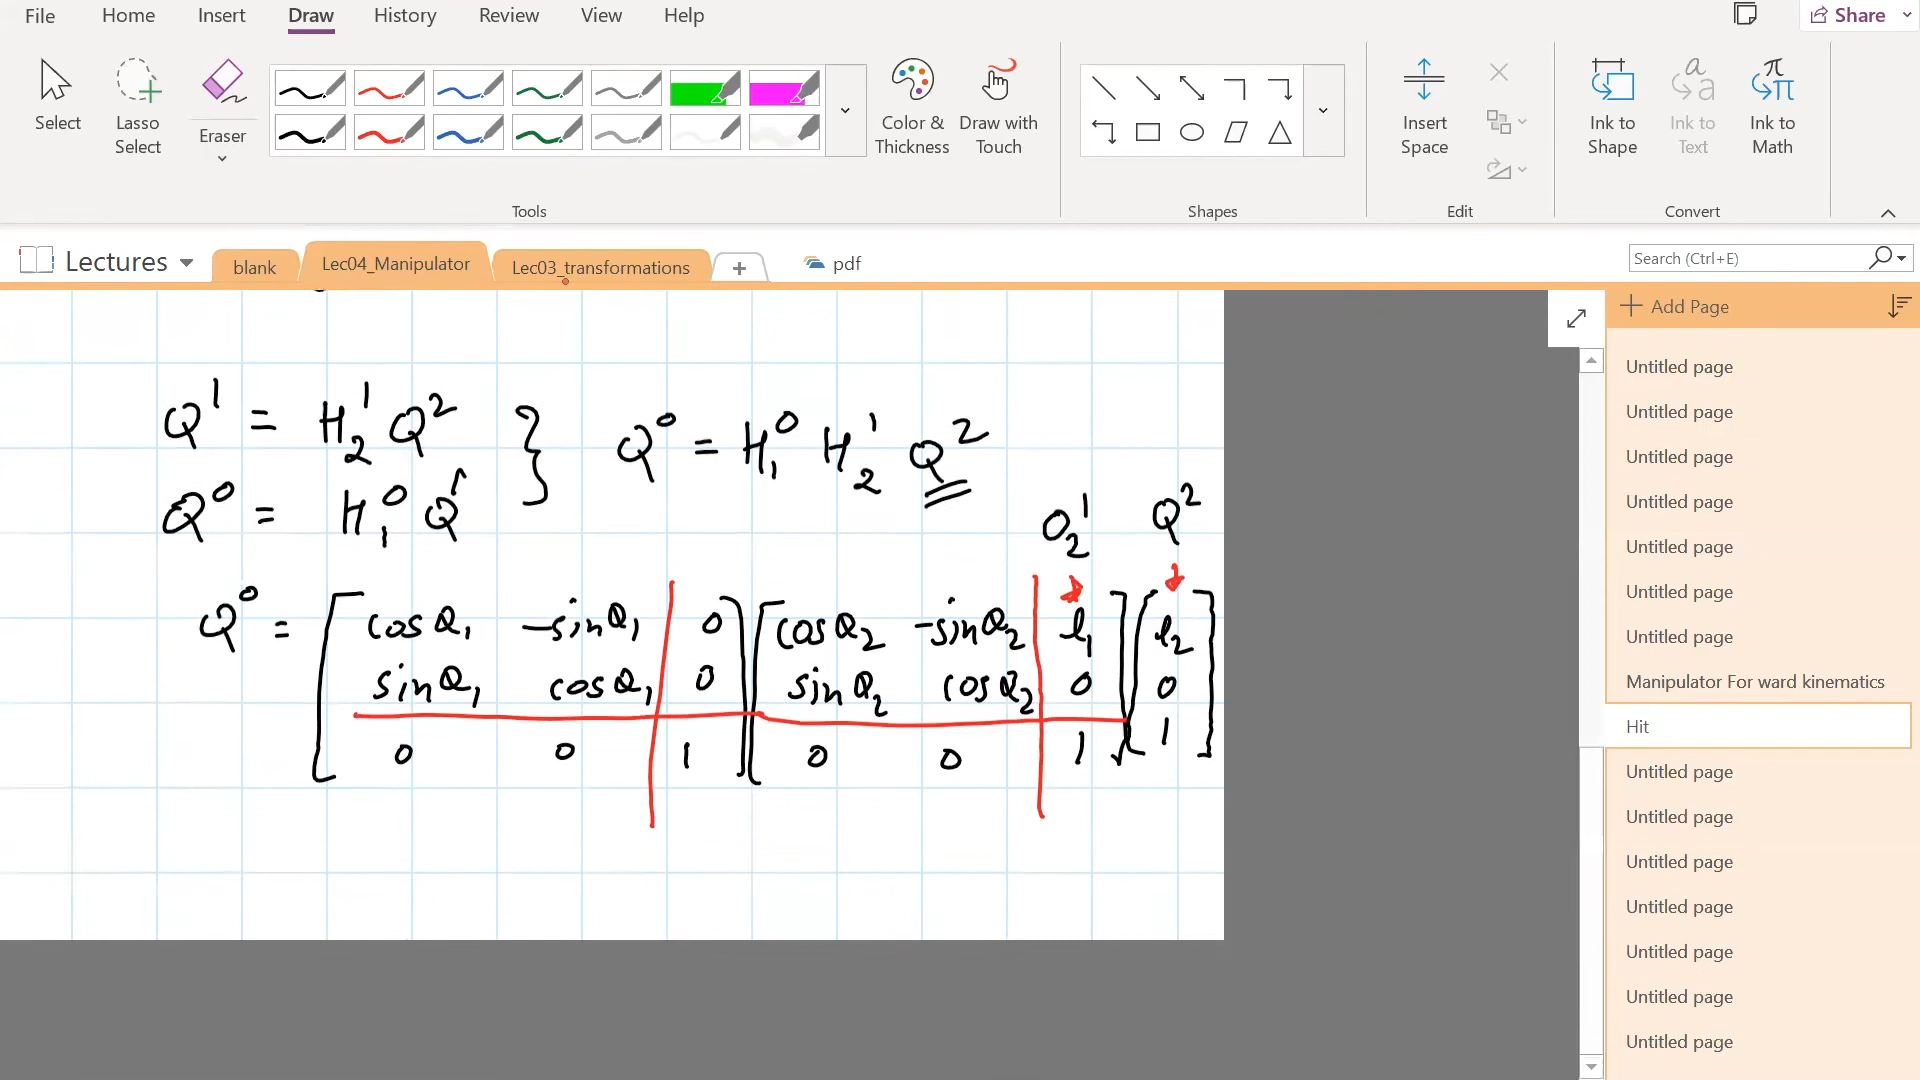 File Home Insert Draw History Review View Help Share
Select Lasso Select Eraser Color & Thickness Draw with Touch Insert Space Ink to Shape Ink to Text Ink to Math
Tools Shapes Edit Convert
Lectures blank Lec04_Manipulator Lec03_transformations pdf Search (Ctrl+E)
Add Page
Untitled page
Untitled page
Untitled page
Untitled page
Untitled page
Untitled page
Untitled page
Manipulator For ward kinematics
Hit
Untitled page
Untitled page
Untitled page
Untitled page
Untitled page
Untitled page
Untitled page
Q¹ = H₂¹ Q² } Q⁰ = H₁⁰ H₂¹ Q²
Q⁰ = H₁⁰ Q¹
O₂¹ Q²
Q⁰ = [cosθ₁ -sinθ₁ 0] [cosθ₂ -sinθ₂ l₁] [l₂]
sinθ₁ cosθ₁ 0 sinθ₂ cosθ₂ 0 0
0 0 1 0 0 1 1